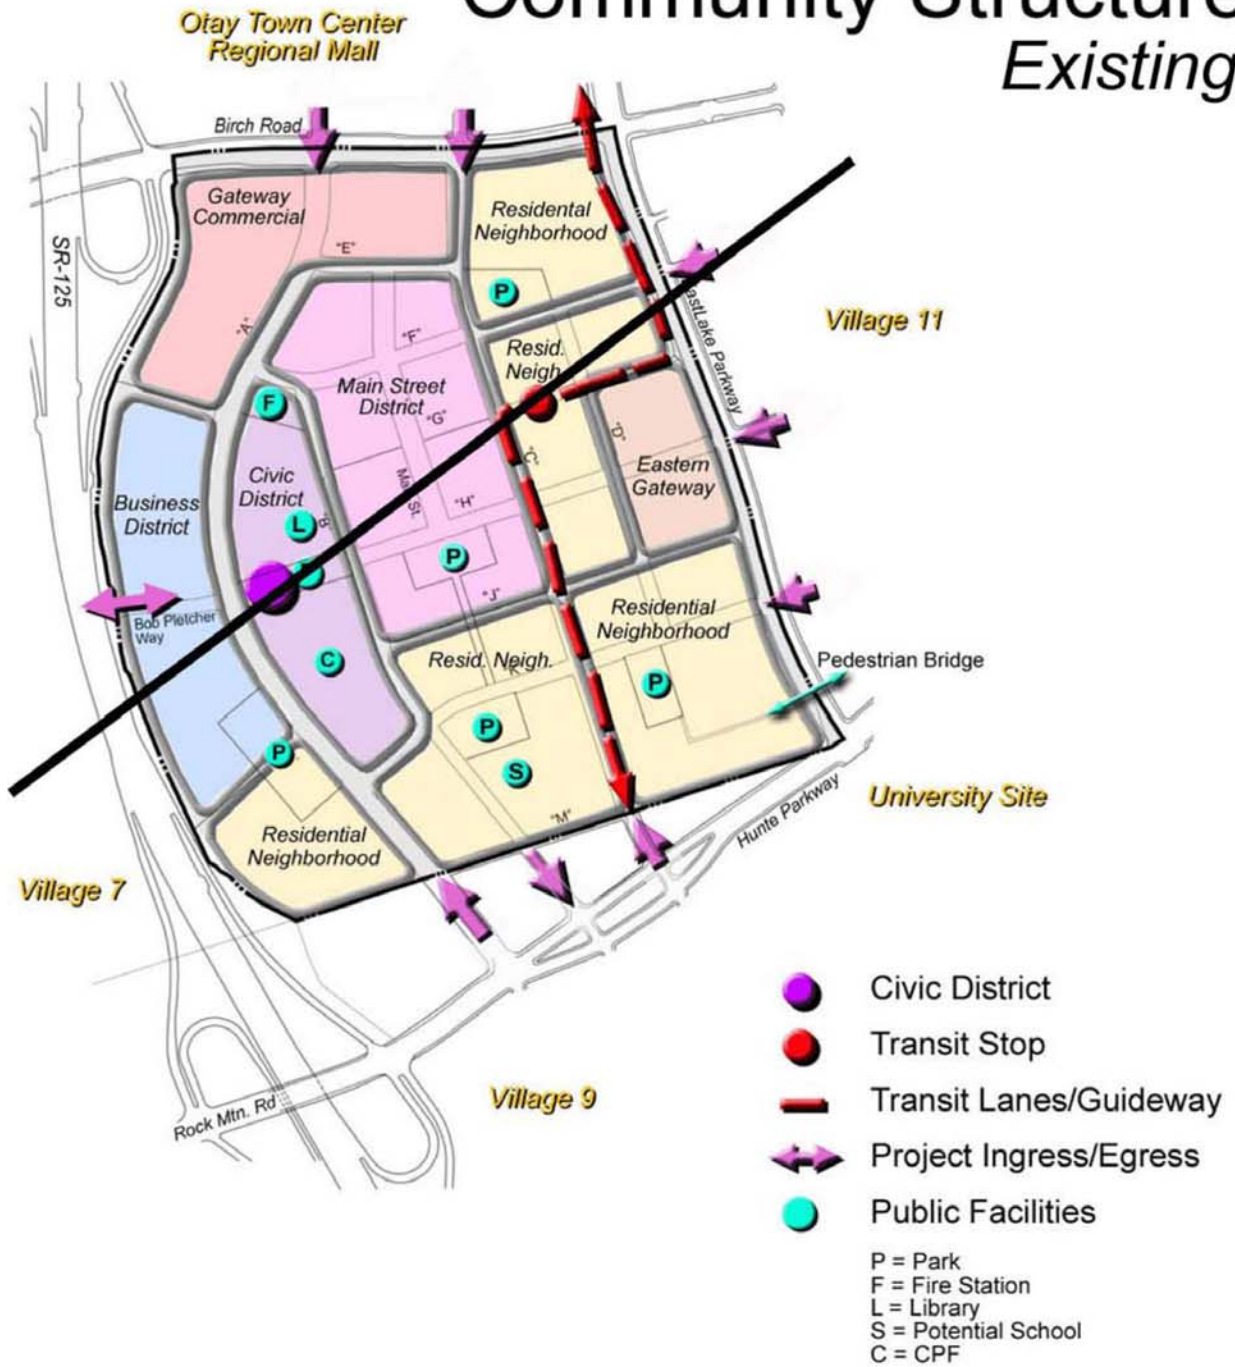 Community Structure
Existing
Otay Town Center
Regional Mall
Birch Road
Gateway
Commercial
Residental
Neighborhood
"E"
P
SR-125
"A"
EastLake Parkway
Village 11
"F"
Resid.
Neigh.
Main Street
District
F
"G"
"C"
"D"
Civic
District
Main St.
Eastern
Gateway
Business
District
L
"B"
"H"
P
"J"
Bob Pletcher
Way
Residential
Neighborhood
C
Resid. Neigh.
"K"
Pedestrian Bridge
P
P
P
S
"M"
University Site
Hunte Parkway
Residential
Neighborhood
Village 7
Village 9
Rock Mtn. Rd
Civic District
Transit Stop
Transit Lanes/Guideway
Project Ingress/Egress
Public Facilities
P = Park
F = Fire Station
L = Library
S = Potential School
C = CPF